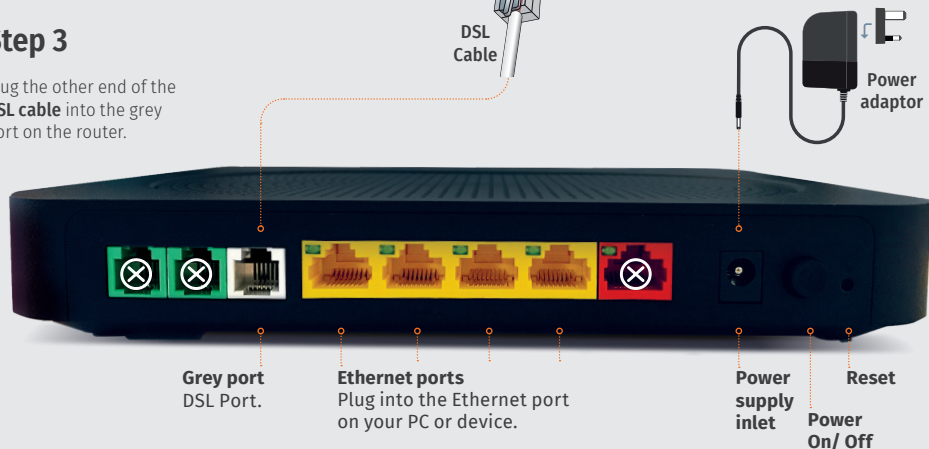 Step 3
ug the other end of the
SL cable into the grey
ort on the router.
DSL
Cable
Power
adaptor
Grey port
DSL Port.
Ethernet ports
Plug into the Ethernet port
on your PC or device.
Power
supply
inlet
Power
On/ Off
Reset